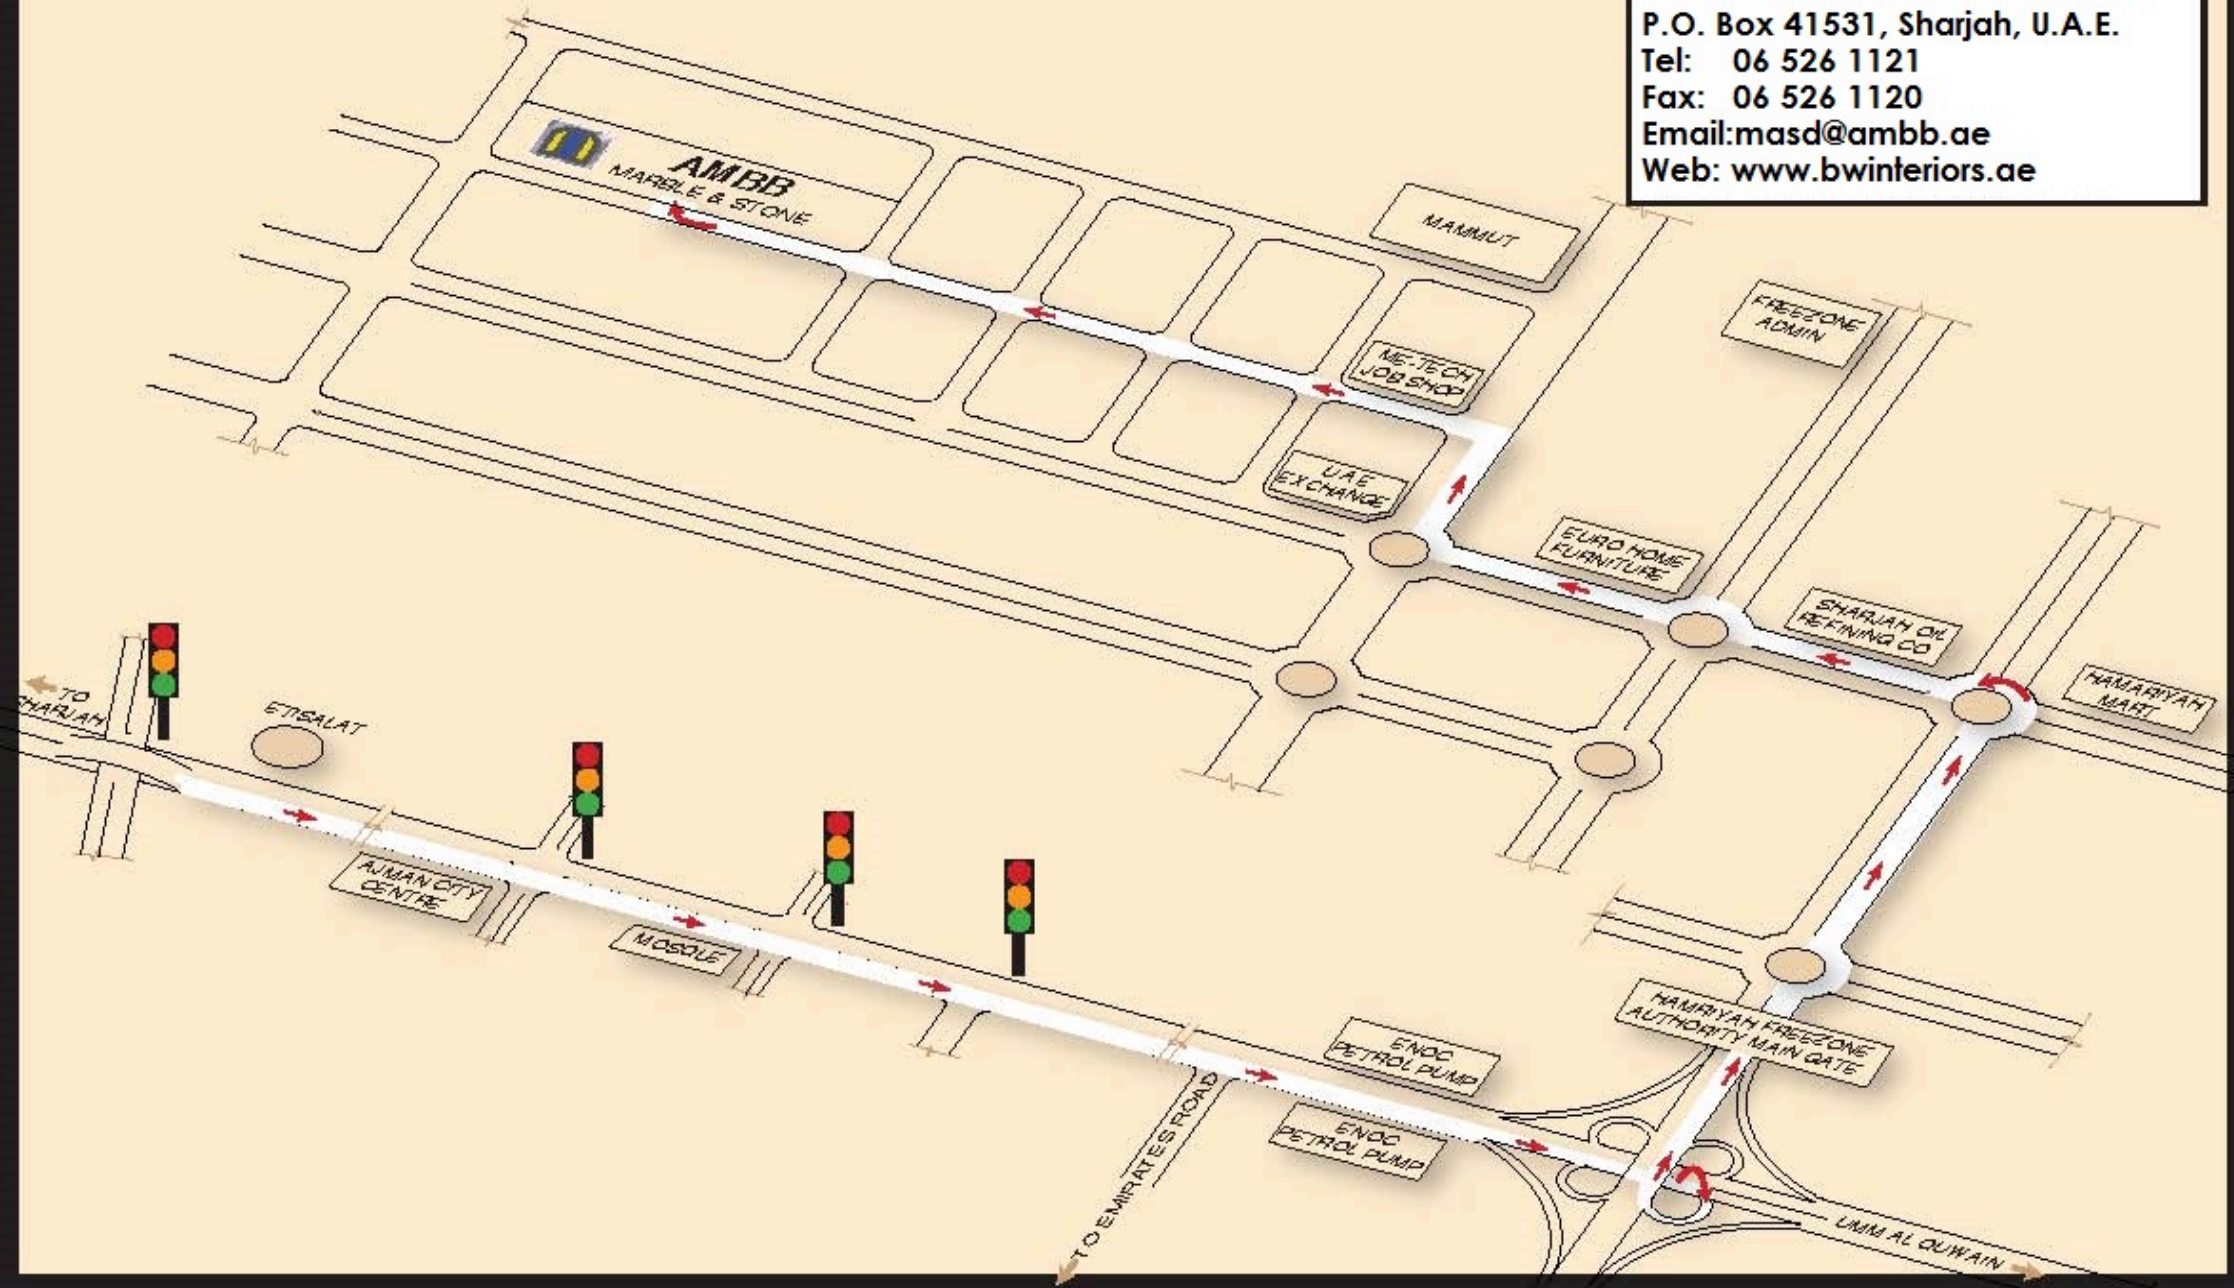 P.O. Box 41531, Sharjah, U.A.E.
Tel: 06 526 1121
Fax: 06 526 1120
Email:masd@ambb.ae
Web: www.bwinteriors.ae
AMBB
MARBLE & STONE
MAMMUT
FREEZONE
ADMIN
ME-TECH
JOB SHOP
UAE
EXCHANGE
EURO HOME
FURNITURE
SHARJAH OIL
REFINING CO
HAMARIYAH
MART
TO
SHARJAH
ETISALAT
AJMAN CITY
CENTRE
MOSQUE
HAMRIYAH FREEZONE
AUTHORITY MAIN GATE
ENOC
PETROL PUMP
ENOC
PETROL PUMP
TO EMIRATES ROAD
UMM AL QUWAIN